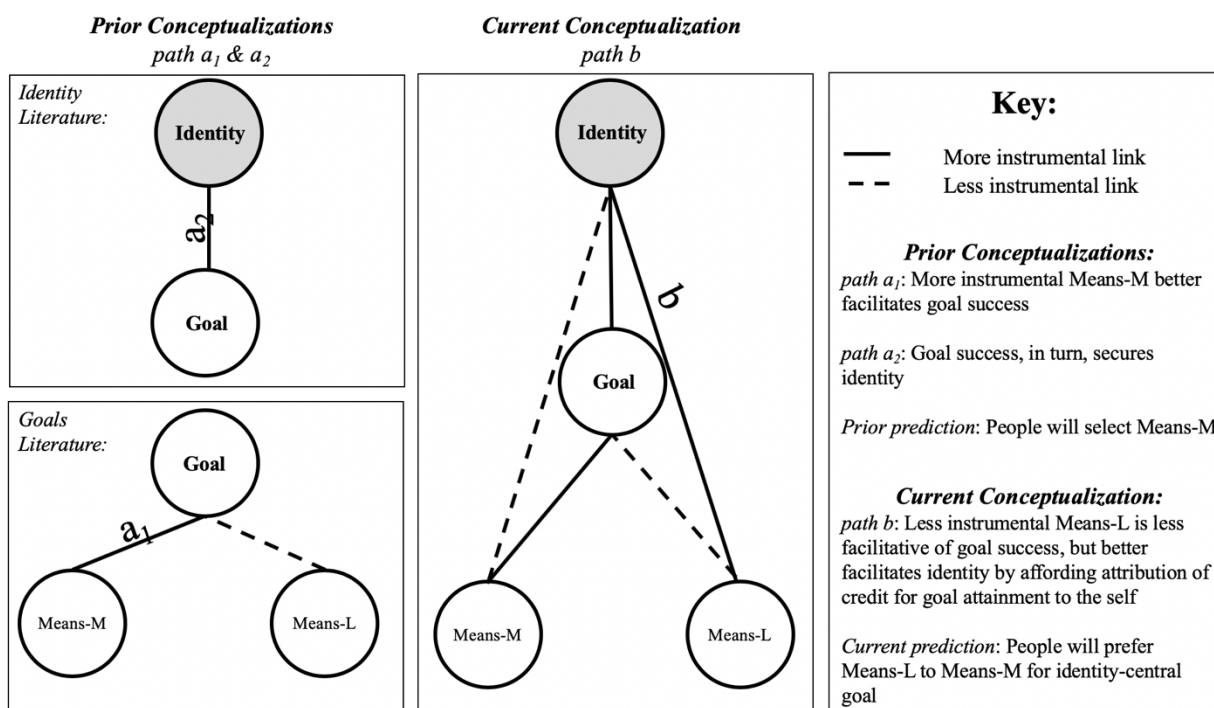 Prior Conceptualizations
path a₁ & a₂
Identity
Literature:
Identity
a₂
Goal
Goals
Literature:
Goal
a₁
Means-M
Means-L
Current Conceptualization
path b
Identity
b
Goal
Means-M
Means-L
Key:
More instrumental link
Less instrumental link
Prior Conceptualizations:
path a₁: More instrumental Means-M better
facilitates goal success
path a₂: Goal success, in turn, secures
identity
Prior prediction: People will select Means-M
Current Conceptualization:
path b: Less instrumental Means-L is less
facilitative of goal success, but better
facilitates identity by affording attribution of
credit for goal attainment to the self
Current prediction: People will prefer
Means-L to Means-M for identity-central
goal